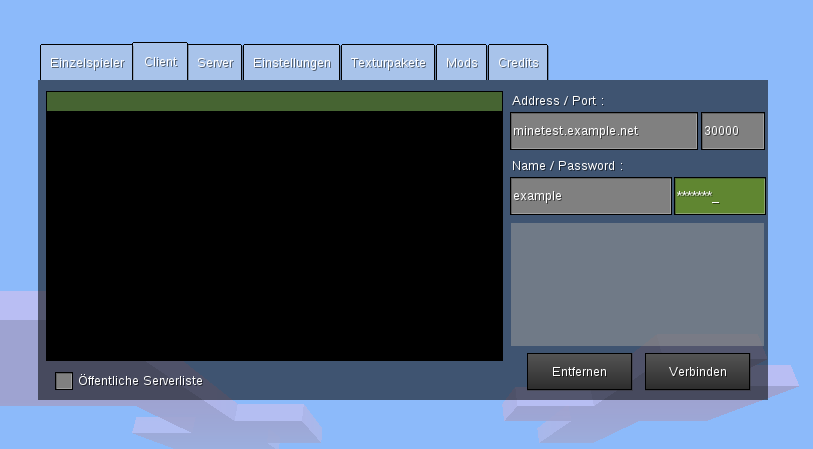 Einzelspieler Client Server Einstellungen Texturpakete Mods Credits
Address / Port :
minetest.example.net 30000
Name / Password :
example *******_
Öffentliche Serverliste
Entfernen Verbinden